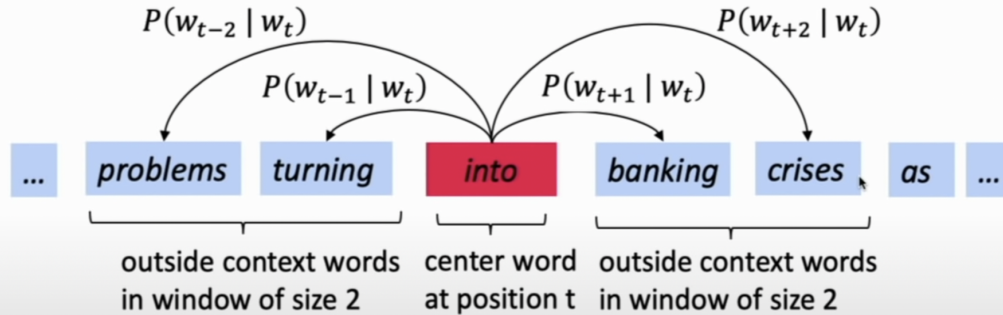 P(w_{t−2} | w_t) P(w_{t+2} | w_t)
P(w_{t−1} | w_t) P(w_{t+1} | w_t)
... problems turning into banking crises as ...
outside context words center word outside context words
in window of size 2 at position t in window of size 2